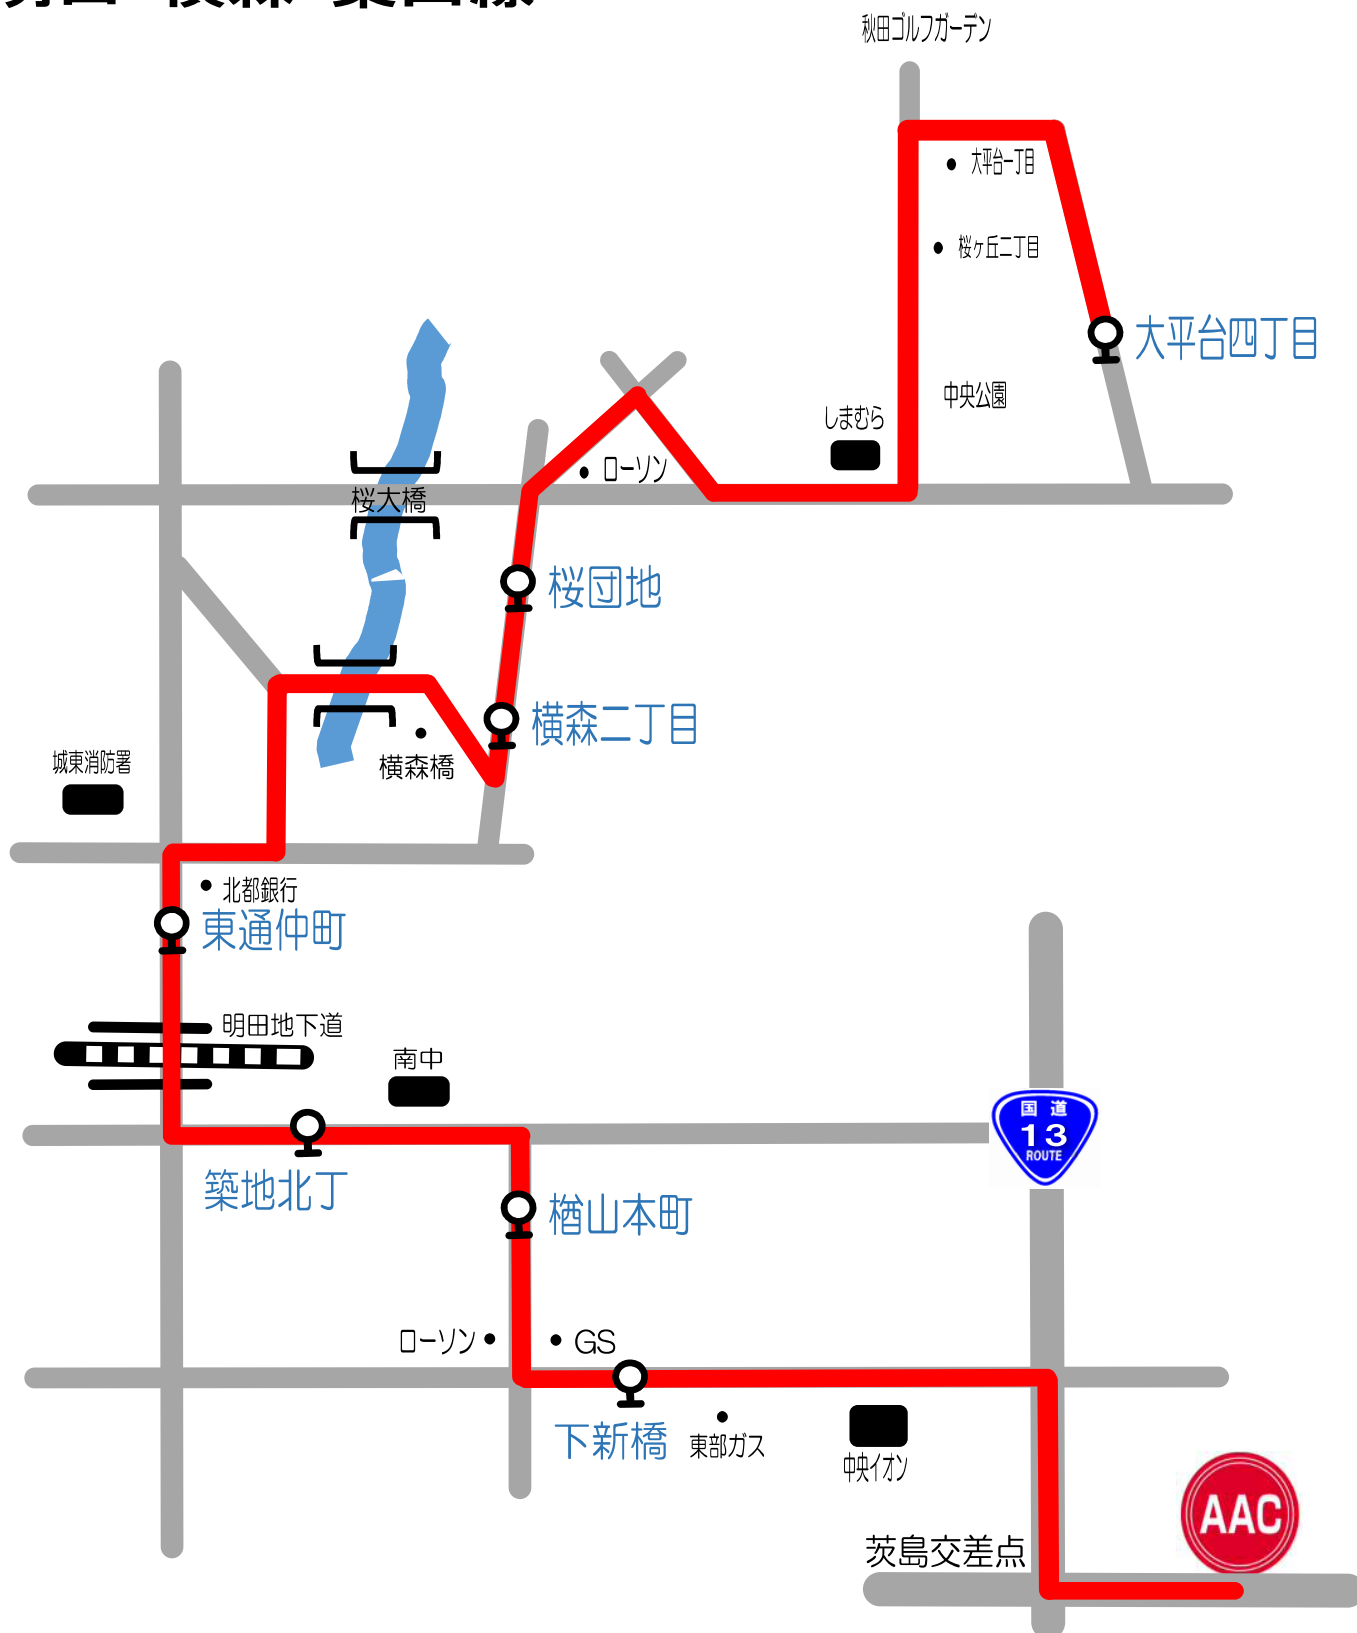 秋田ゴルフガーデン
大平台一丁目
桜ヶ丘二丁目
大平台四丁目
中央公園
しまむら
ローソン
桜大橋
桜団地
横森二丁目
横森橋
城東消防署
北都銀行
東通仲町
明田地下道
南中
国道
13
ROUTE
築地北丁
楢山本町
ローソン
GS
下新橋
東部ガス
中央イオン
AAC
茨島交差点